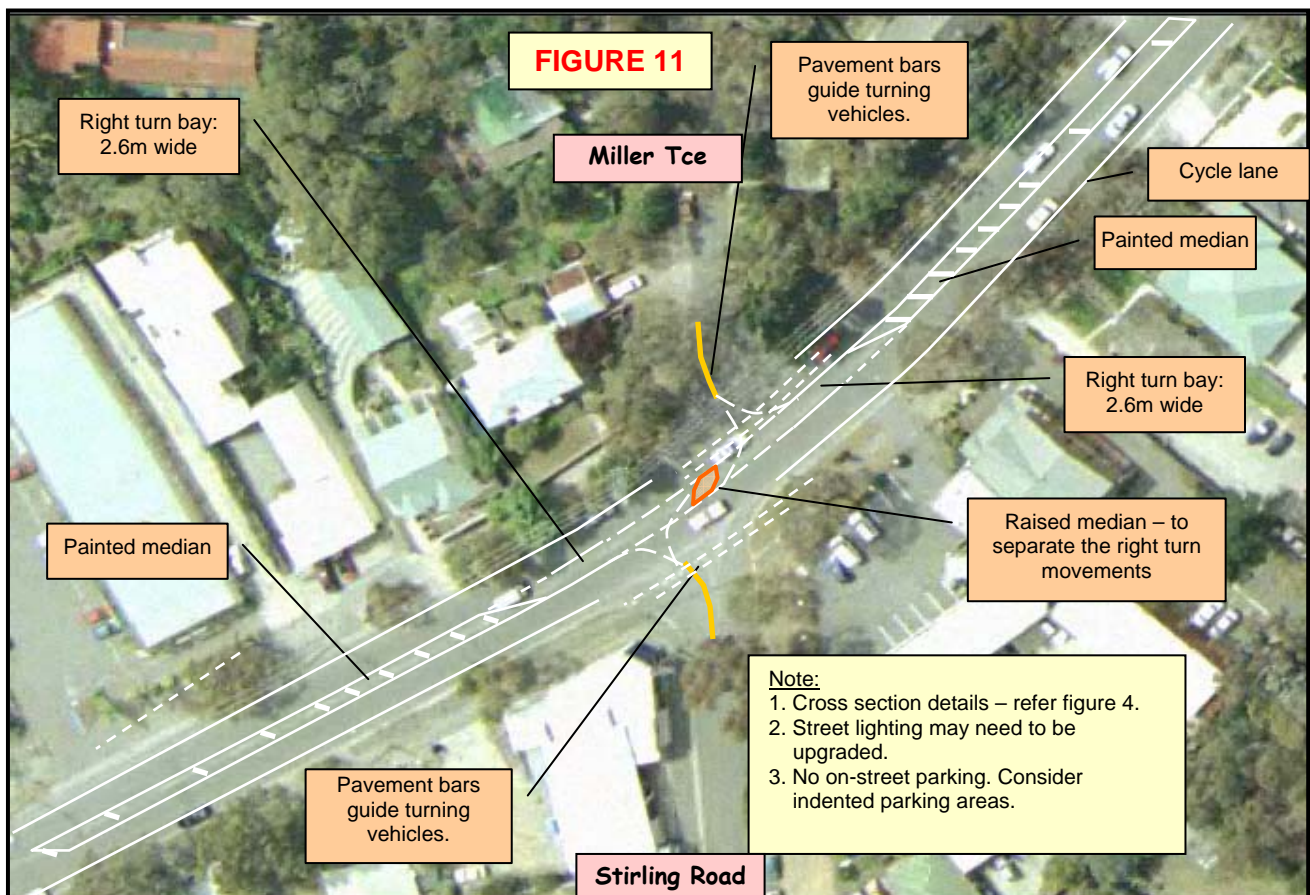 FIGURE 11
Pavement bars
guide turning
vehicles.
Right turn bay:
2.6m wide
Miller Tce
Cycle lane
Painted median
Right turn bay:
2.6m wide
Raised median – to
separate the right turn
movements
Painted median
Note:
1. Cross section details – refer figure 4.
2. Street lighting may need to be
upgraded.
3. No on-street parking. Consider
indented parking areas.
Pavement bars
guide turning
vehicles.
Stirling Road